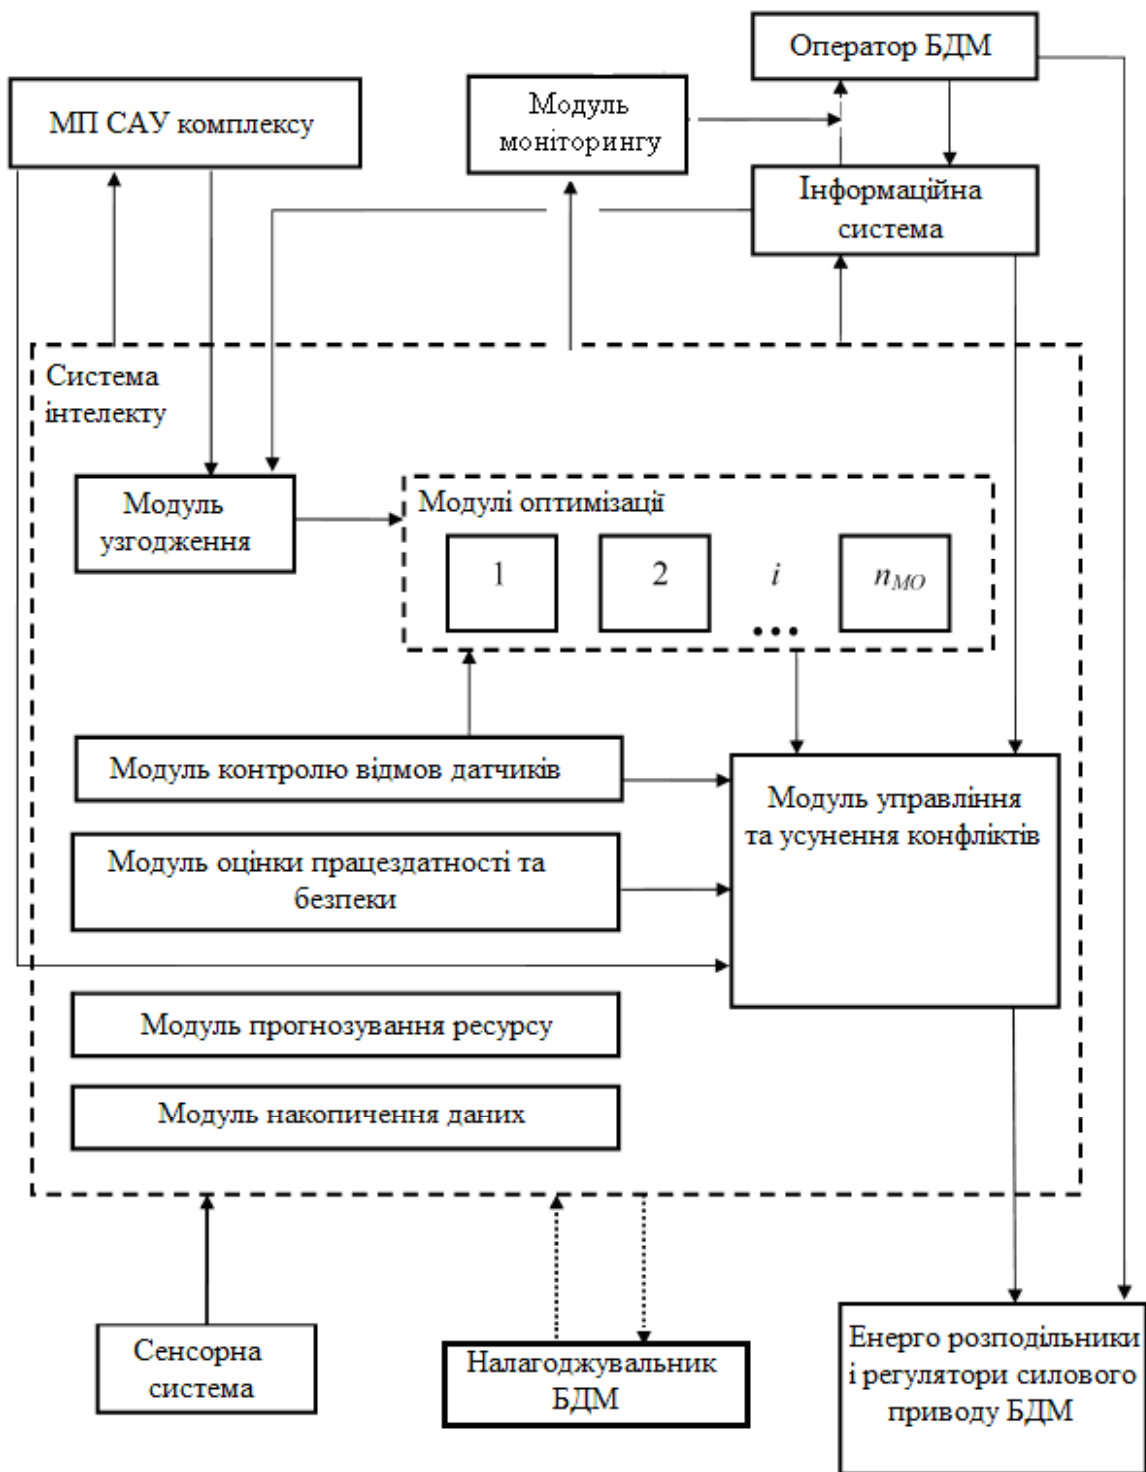 Оператор БДМ
МП САУ комплексу
Модуль
моніторингу
Інформаційна
система
Система
інтелекту
Модуль
узгодження
Модулі оптимізації
1
2
i
...
nМО
Модуль контролю відмов датчиків
Модуль управління
та усунення конфліктів
Модуль оцінки працездатності та
безпеки
Модуль прогнозування ресурсу
Модуль накопичення даних
Сенсорна
система
Налагоджувальник
БДМ
Енерго розподільники
і регулятори силового
приводу БДМ